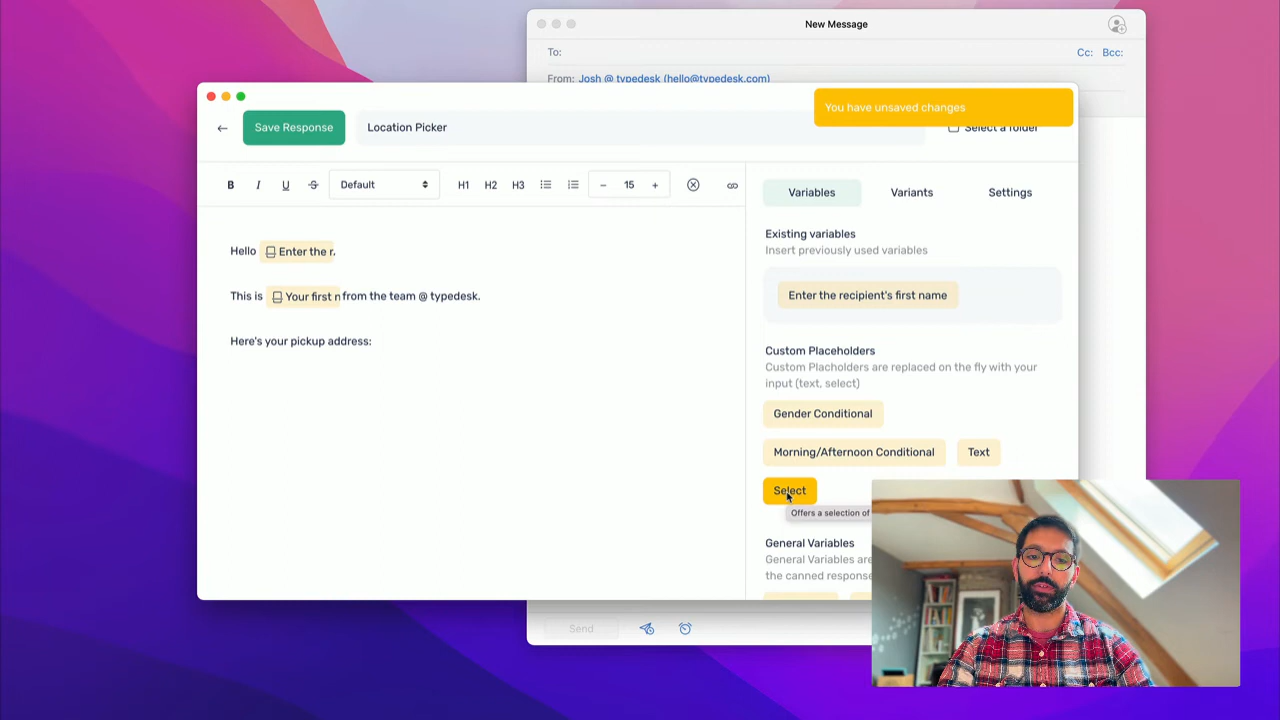 New Message
To:
Cc: Bcc:
From: Josh @ typedesk (hello@typedesk.com)
You have unsaved changes
Save Response
Location Picker
Select a folder
B I U S Default H1 H2 H3 − 15 +
Variables Variants Settings
Existing variables
Insert previously used variables
Enter the recipient's first name
Hello Enter the r.
This is Your first n from the team @ typedesk.
Here's your pickup address:
Custom Placeholders
Custom Placholders are replaced on the fly with your
input (text, select)
Gender Conditional
Morning/Afternoon Conditional Text
Select
Offers a selection of
General Variables
General Variables are
the canned response
Send